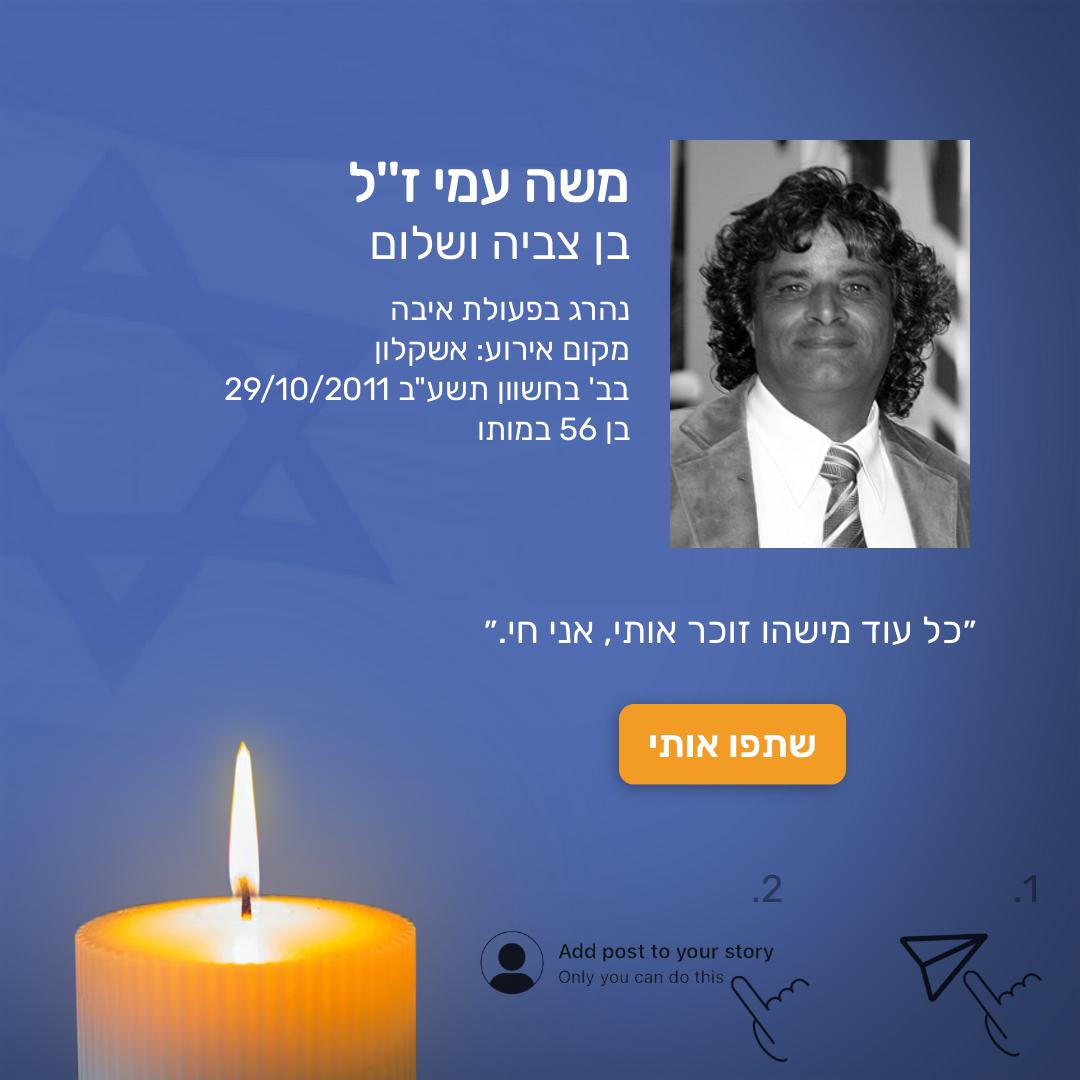 משה עמי ז"ל
בן צביה ושלום
נהרג בפעולת איבה
מקום אירוע: אשקלון
בב' בחשוון תשע"ב 29/10/2011
בן 56 במותו
״כל עוד מישהו זוכר אותי, אני חי.״
שתפו אותי
1.
2.
Add post to your story
Only you can do this